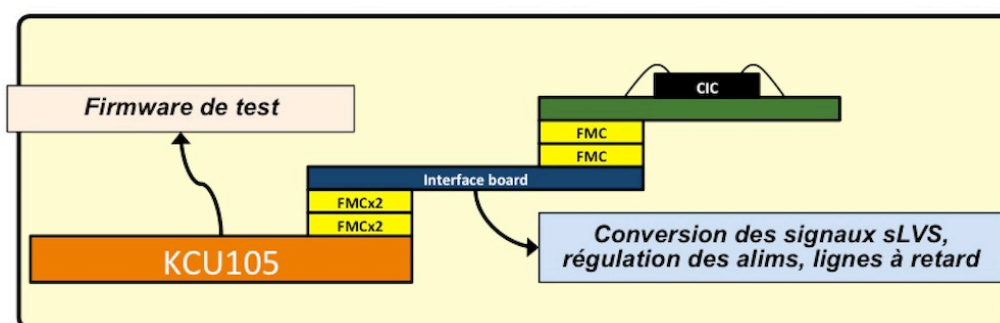 CIC
Firmware de test
FMC
FMC
Interface board
FMCx2
FMCx2
Conversion des signaux sLVS,
régulation des alims, lignes à retard
KCU105